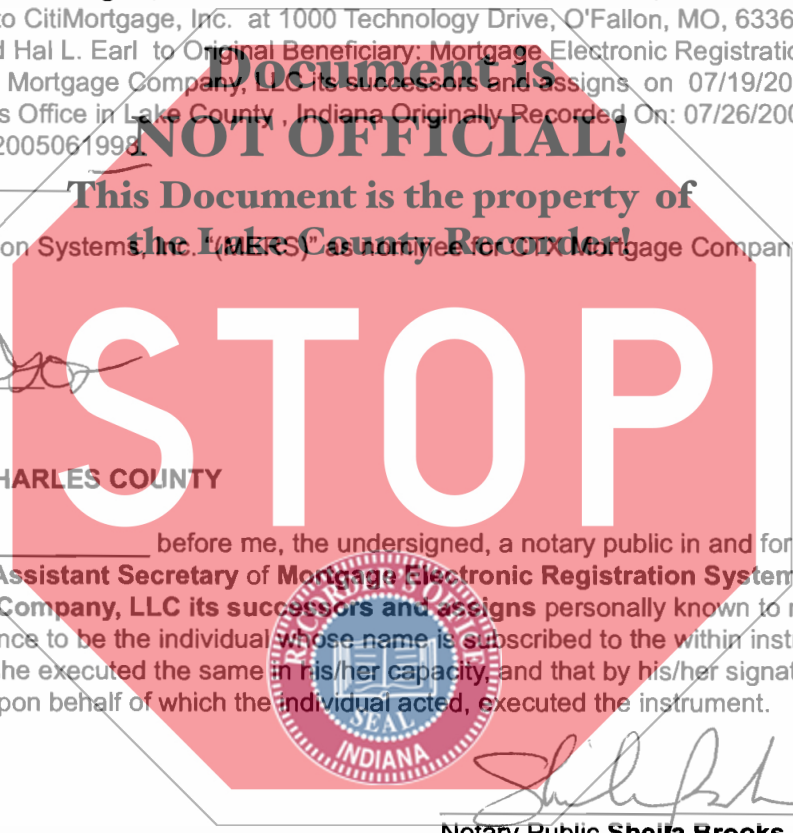 to CitiMortgage, Inc. at 1000 Technology Drive, O'Fallon, MO, 6336
d Hal L. Earl to Original Beneficiary: Mortgage Electronic Registratio
Mortgage Company, LLC its successors and assigns on 07/19/20
s Office in Lake County , Indiana Originally Recorded On: 07/26/200
2005061998.
Document is
NOT OFFICIAL!
This Document is the property of
the Lake County Recorder!
on Systems, Inc. "(MERS)" as nominee for CTX Mortgage Compan
STOP
HARLES COUNTY
before me, the undersigned, a notary public in and for
Assistant Secretary of Mortgage Electronic Registration System
Company, LLC its successors and assigns personally known to
nce to be the individual whose name is subscribed to the within inst
he executed the same in his/her capacity, and that by his/her signat
pon behalf of which the individual acted, executed the instrument.
RECORDER'S OFFICE
SEAL
INDIANA
Notary Public Sheila Brooks